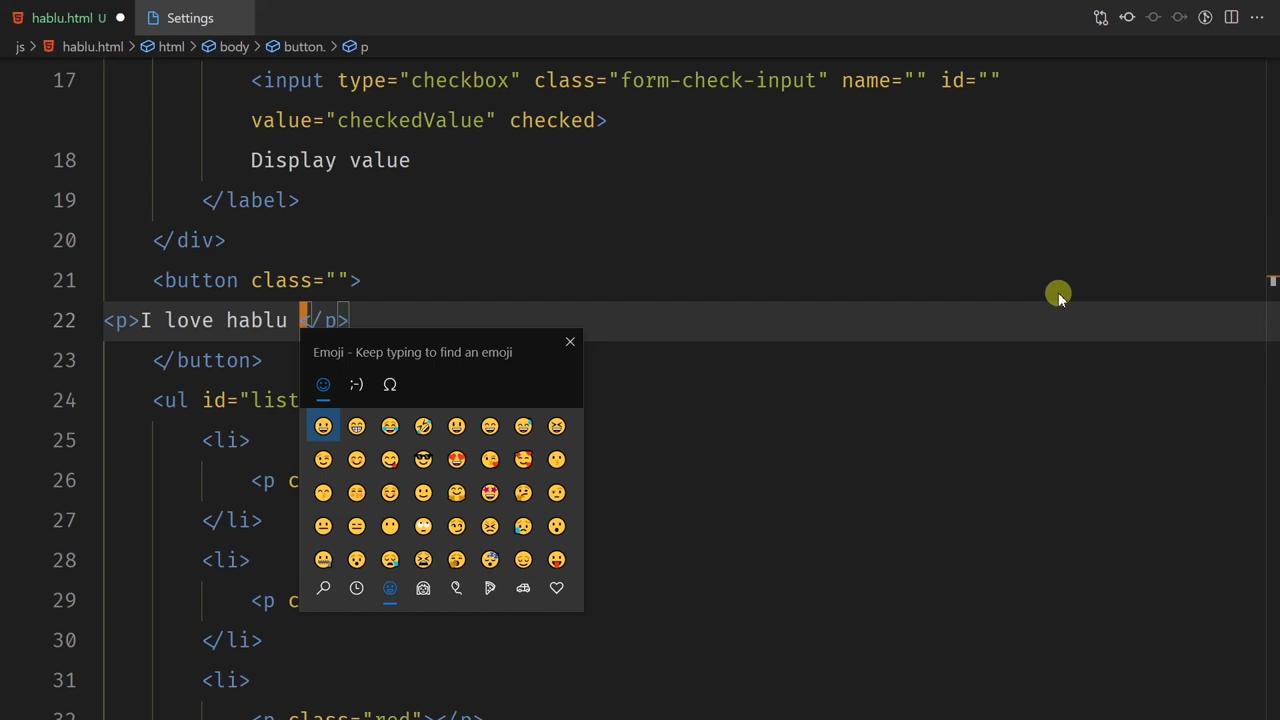 hablu.html U
Settings
js > hablu.html > html > body > button. > p
17 <input type="checkbox" class="form-check-input" name="" id=""
value="checkedValue" checked>
18 Display value
19 </label>
20 </div>
21 <button class="">
22 <p>I love hablu </p>
Emoji - Keep typing to find an emoji
;-) Ω
23 </button>
24 <ul id="list
25 <li>
26 <p c
27 </li>
28 <li>
29 <p c
30 </li>
31 <li>
32 <p class="red"></p>